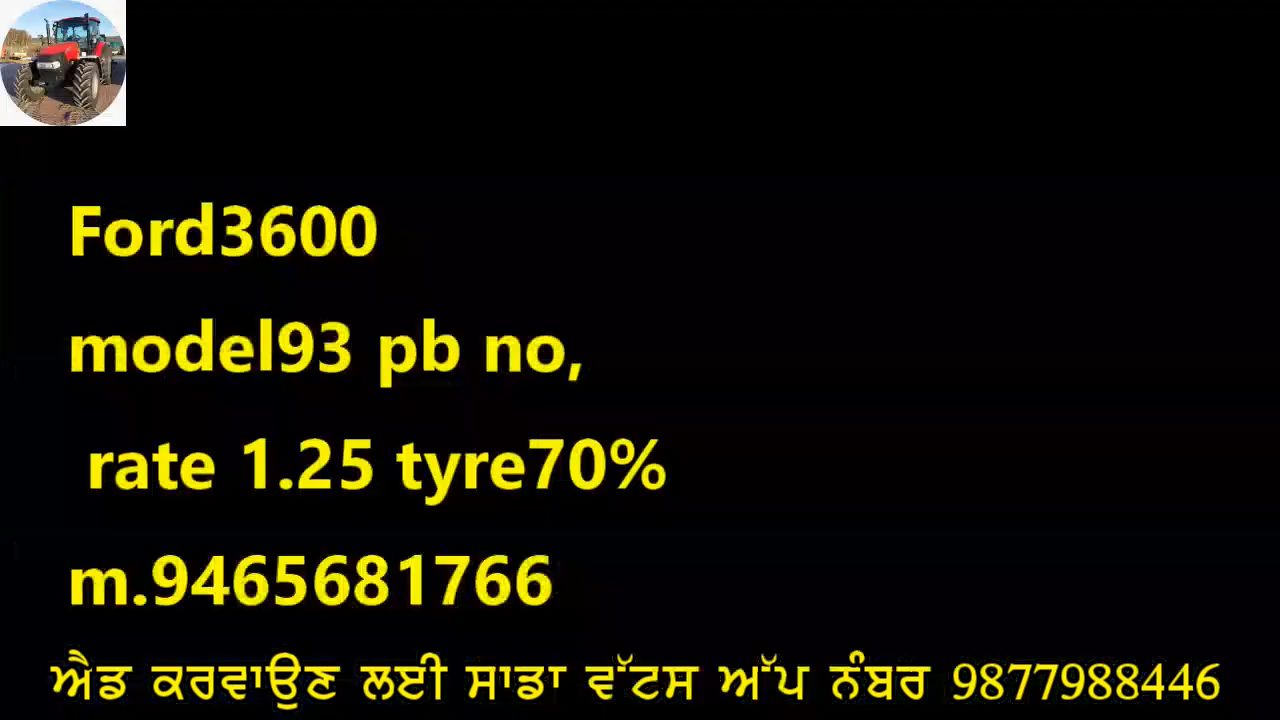 Ford3600
model93 pb no,
rate 1.25 tyre70%
m.9465681766
ਐਡ ਕਰਵਾਉਣ ਲਈ ਸਾਡਾ ਵੱਟਸ ਅੱਪ ਨੰਬਰ 9877988446